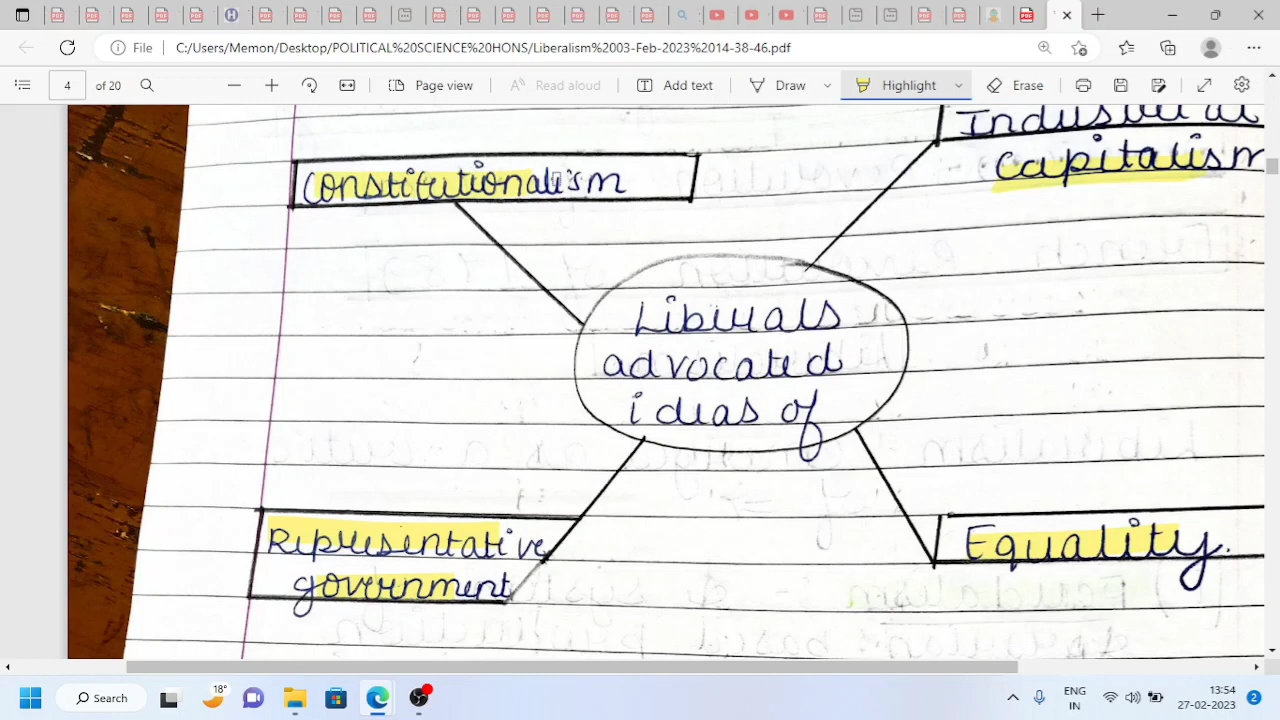 File
C:/Users/Memon/Desktop/POLITICAL%20SCIENCE%20HONS/Liberalism%2003-Feb-2023%2014-38-46.pdf
4 of 20
Page view
Read aloud
Add text
Draw
Highlight
Erase
Industrial
capitalism
Constitutionalism
Liberals
advocated
ideas of
Representative
government
Equality.
Search
18°
ENG
IN
13:54
27-02-2023
2